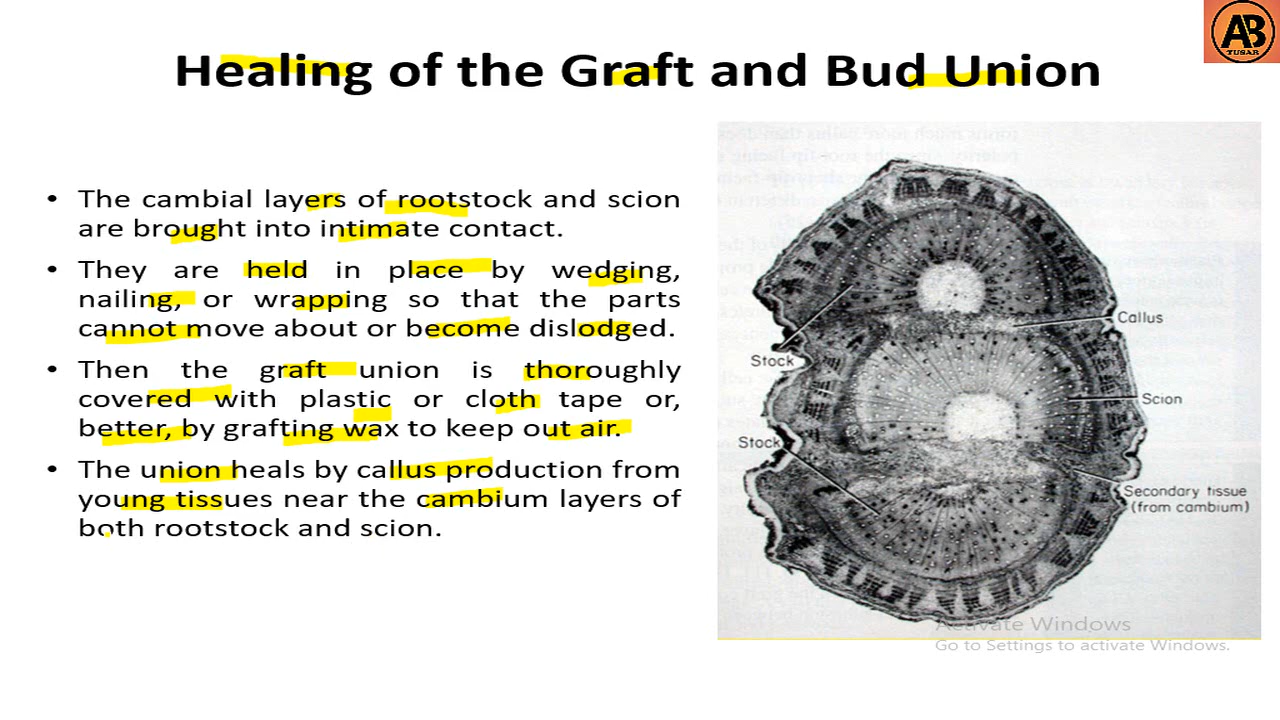 AB
TUSAR
Healing of the Graft and Bud Union
• The cambial layers of rootstock and scion
are brought into intimate contact.
• They are held in place by wedging,
nailing, or wrapping so that the parts
cannot move about or become dislodged.
• Then the graft union is thoroughly
covered with plastic or cloth tape or,
better, by grafting wax to keep out air.
• The union heals by callus production from
young tissues near the cambium layers of
both rootstock and scion.
Callus
Stock
Scion
Stock
Secondary tissue
(from cambium)
Activate Windows
Go to Settings to activate Windows.